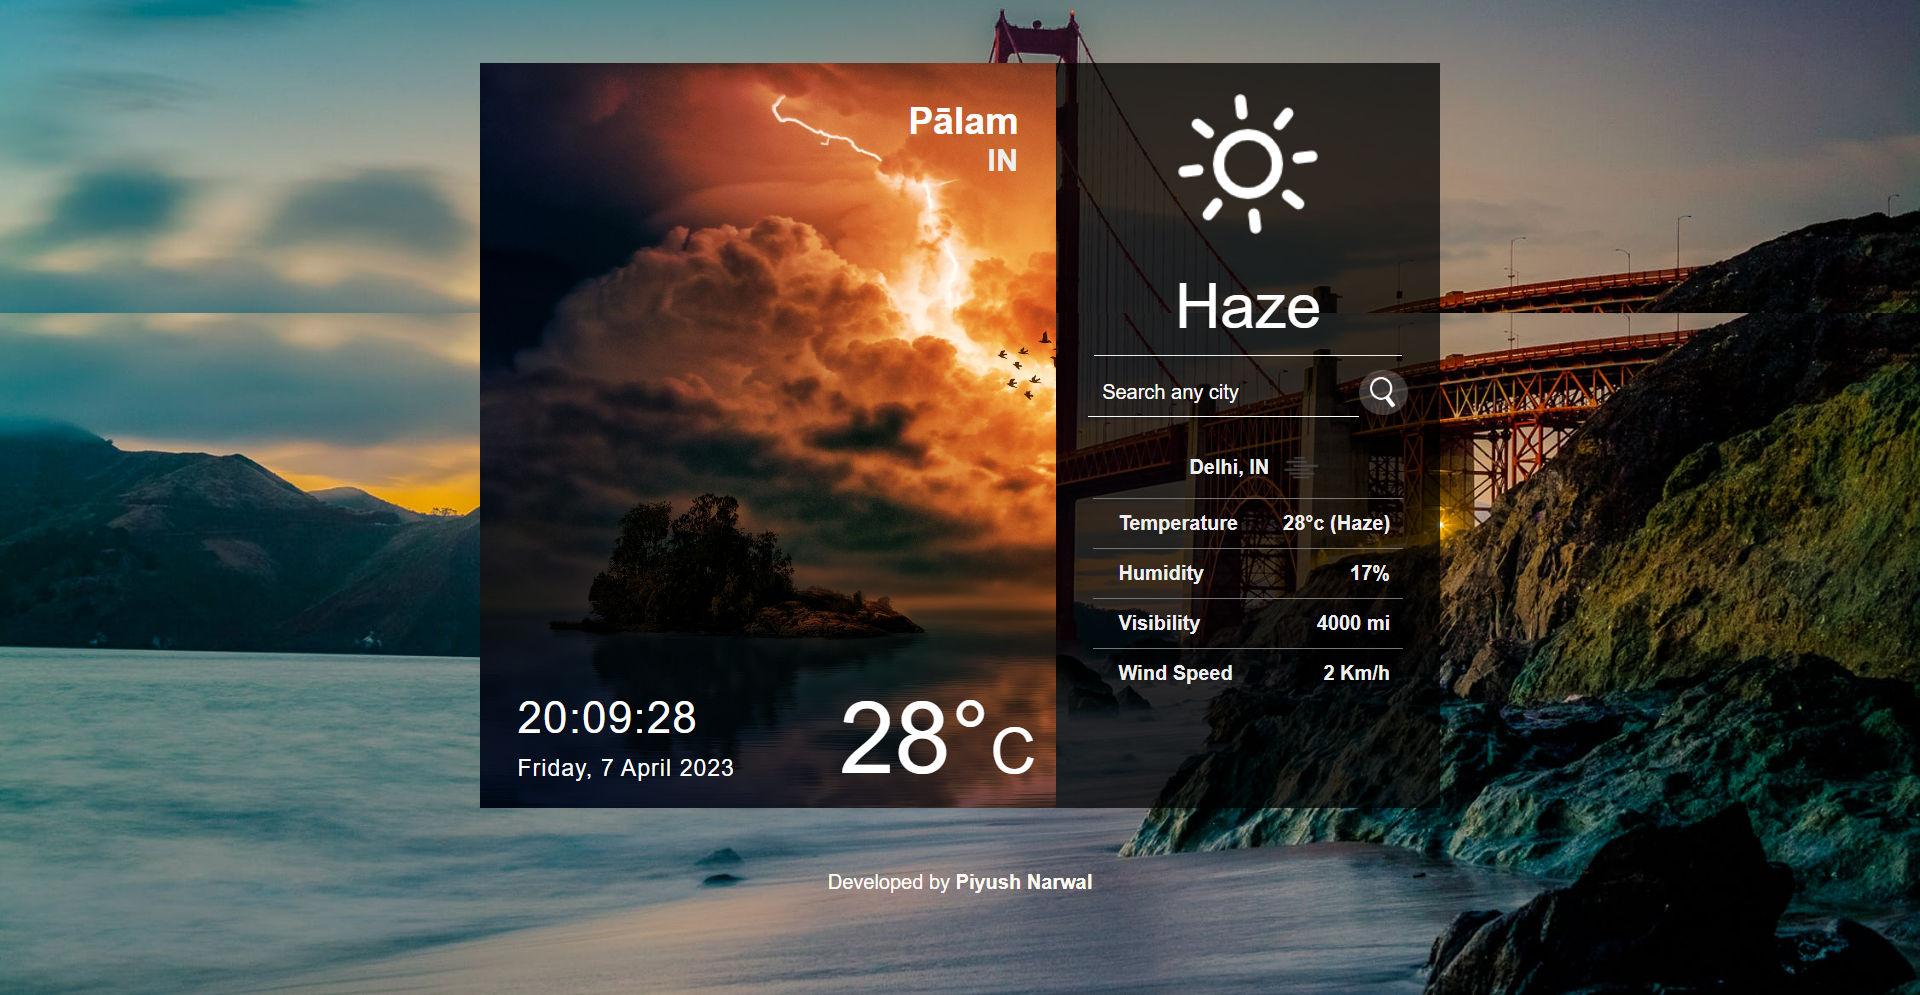 Pālam
IN
20:09:28
Friday, 7 April 2023
28°C
Haze
Search any city
Delhi, IN
Temperature 28°c (Haze)
Humidity 17%
Visibility 4000 mi
Wind Speed 2 Km/h
Developed by Piyush Narwal